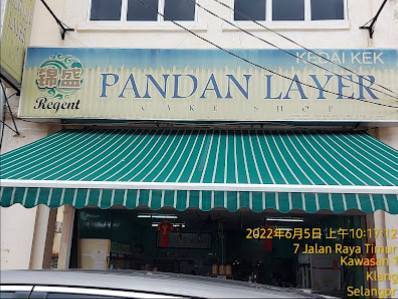 KEDAI KEK
錦盛
Regent
PANDAN LAYER
CAKE SHOP
2022年6月5日 上午10:17:12
7 Jalan Raya Timur
Kawasan
Klang
Selangor